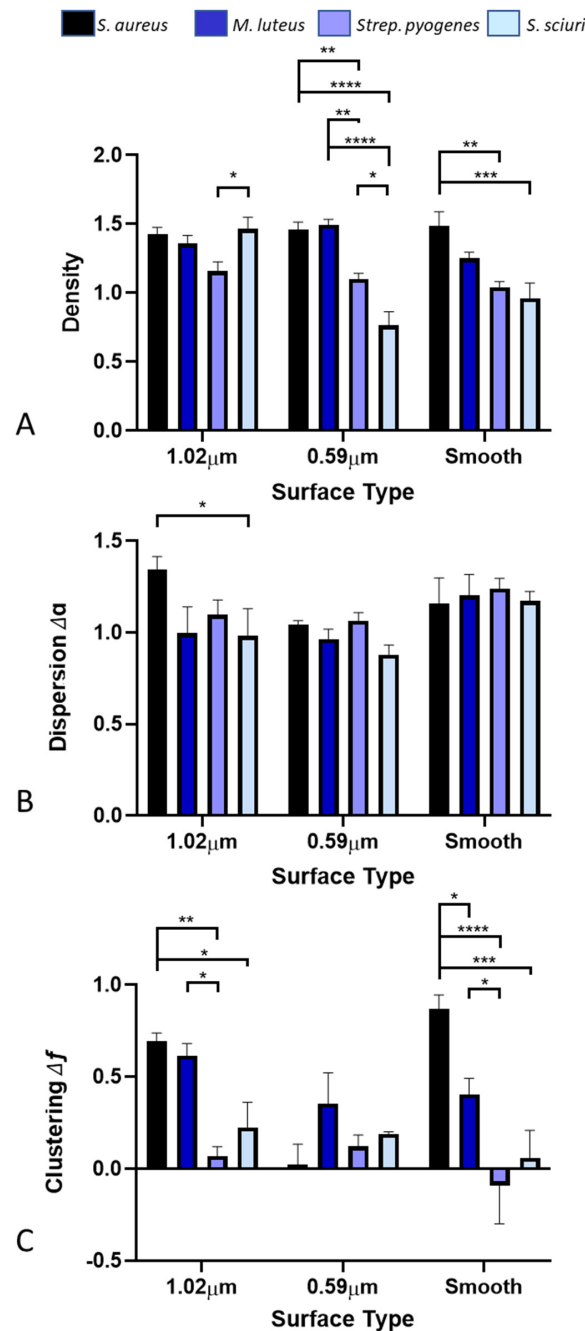 S. aureus M. luteus Strep. pyogenes S. sciuri
**
****
**
****
*
*
**
***
2.0
1.5
1.0
0.5
0.0
Density
A
1.02μm 0.59μm Smooth
Surface Type
*
1.5
1.0
0.5
0.0
Dispersion Δα
B
1.02μm 0.59μm Smooth
Surface Type
**
*
*
*
****
***
*
1.0
0.5
0.0
-0.5
Clustering Δf
C
1.02μm 0.59μm Smooth
Surface Type